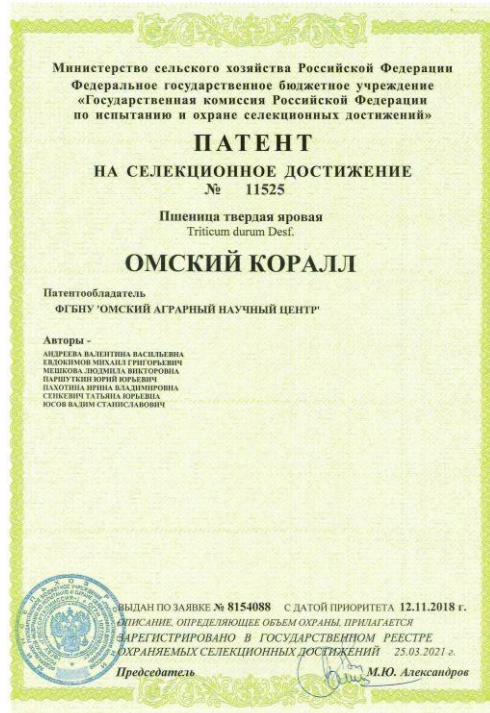 Министерство сельского хозяйства Российской Федерации
Федеральное государственное бюджетное учреждение
«Государственная комиссия Российской Федерации
по испытанию и охране селекционных достижений»
ПАТЕНТ
НА СЕЛЕКЦИОННОЕ ДОСТИЖЕНИЕ
№ 11525
Пшеница твердая яровая
Triticum durum Desf.
ОМСКИЙ КОРАЛЛ
Патентообладатель
ФГБНУ 'ОМСКИЙ АГРАРНЫЙ НАУЧНЫЙ ЦЕНТР'
Авторы -
АНДРЕЕВА ВАЛЕНТИНА ВАСИЛЬЕВНА
ЕВДОКИМОВ МИХАИЛ ГРИГОРЬЕВИЧ
МЕШКОВА ЛЮДМИЛА ВИКТОРОВНА
ПАРШУТКИН ЮРИЙ ЮРЬЕВИЧ
ПАХОТИНА ИРИНА ВЛАДИМИРОВНА
СЕНКЕВИЧ ТАТЬЯНА ЮРЬЕВНА
ЮСОВ ВАДИМ СТАНИСЛАВОВИЧ
ВЫДАН ПО ЗАЯВКЕ № 8154088 С ДАТОЙ ПРИОРИТЕТА 12.11.2018 г.
ОПИСАНИЕ, ОПРЕДЕЛЯЮЩЕЕ ОБЪЕМ ОХРАНЫ, ПРИЛАГАЕТСЯ
ЗАРЕГИСТРИРОВАНО В ГОСУДАРСТВЕННОМ РЕЕСТРЕ
ОХРАНЯЕМЫХ СЕЛЕКЦИОННЫХ ДОСТИЖЕНИЙ 25.03.2021 г.
Председатель М.Ю. Александров